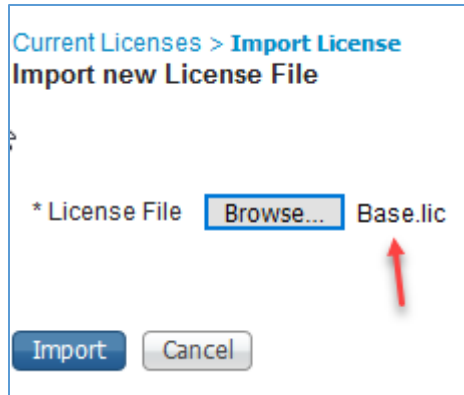 Current Licenses > Import License
Import new License File
* License File Browse... Base.lic
Import Cancel